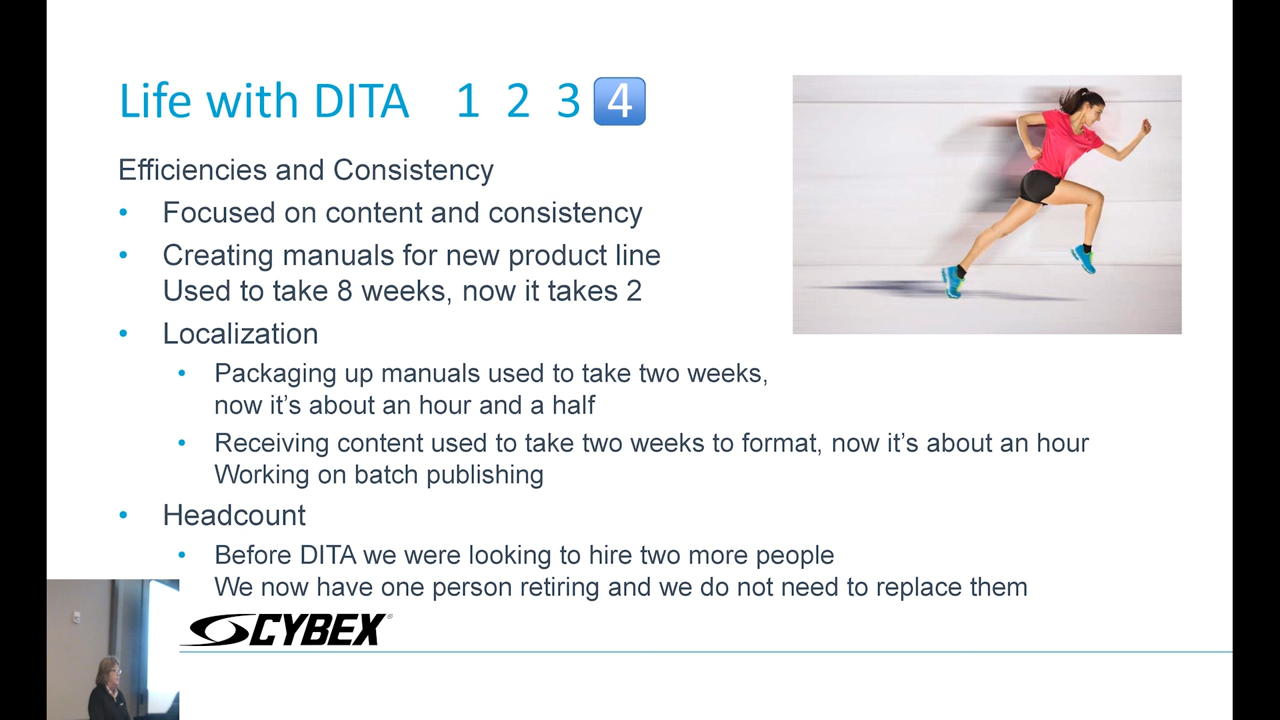 Life with DITA 1 2 3 4
Efficiencies and Consistency
• Focused on content and consistency
• Creating manuals for new product line
Used to take 8 weeks, now it takes 2
• Localization
• Packaging up manuals used to take two weeks,
now it's about an hour and a half
• Receiving content used to take two weeks to format, now it's about an hour
Working on batch publishing
• Headcount
• Before DITA we were looking to hire two more people
We now have one person retiring and we do not need to replace them
CYBEX®